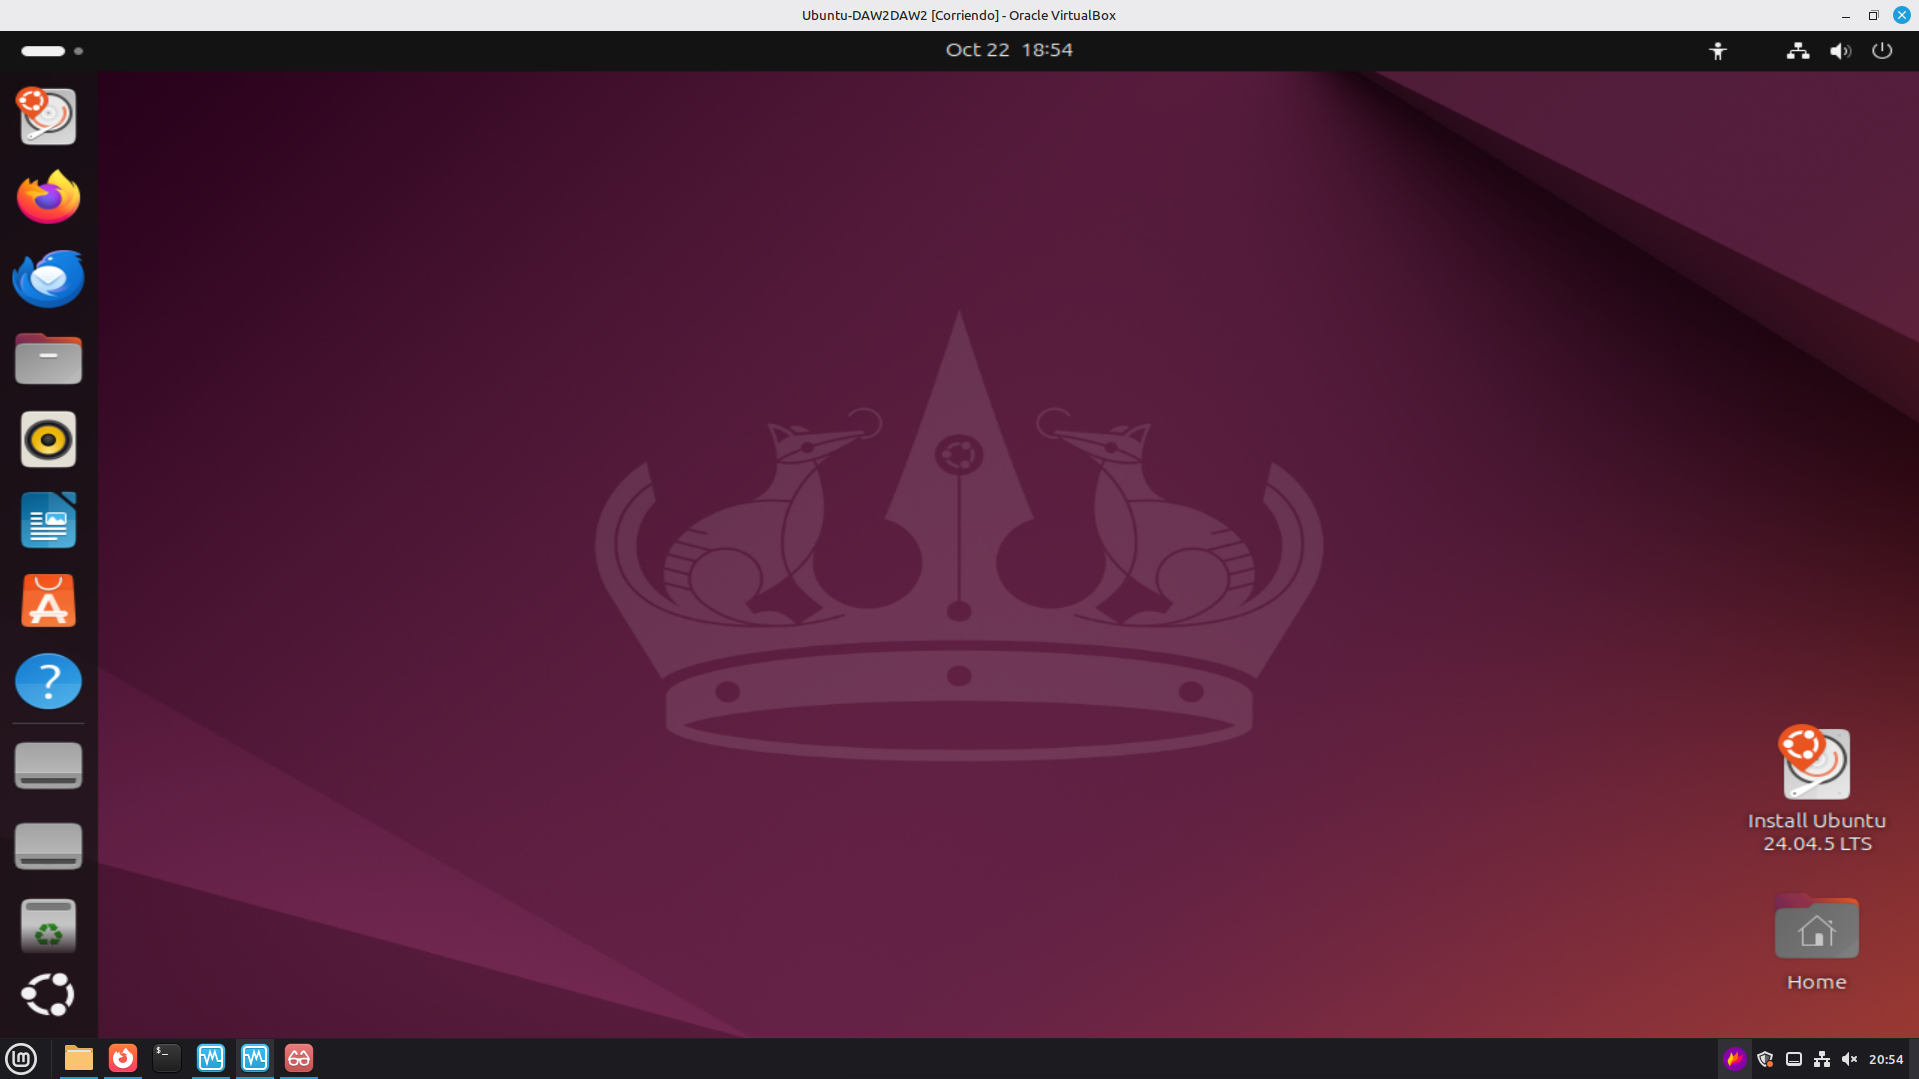 Ubuntu-DAW2DAW2 [Corriendo] - Oracle VirtualBox
Oct 22 18:54
Install Ubuntu
24.04.5 LTS
Home
20:54